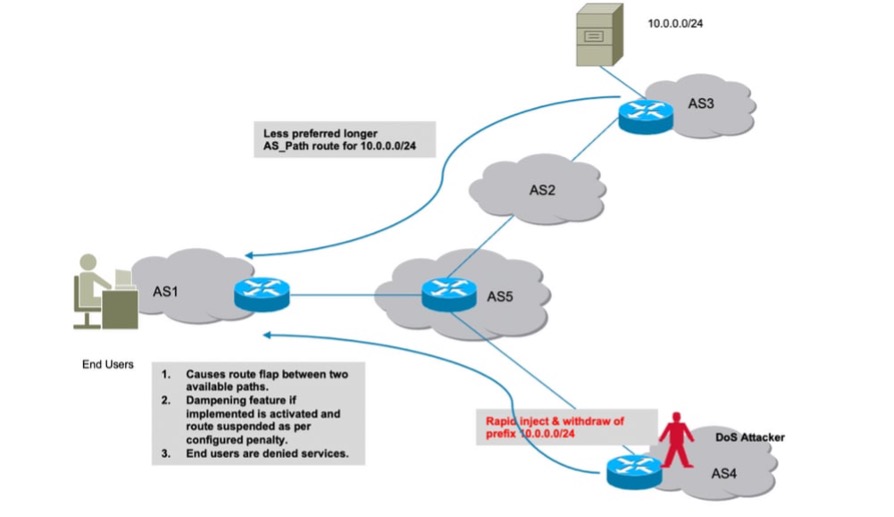 10.0.0.0/24
AS3
Less preferred longer
AS_Path route for 10.0.0.0/24
AS2
AS1
AS5
End Users
1. Causes route flap between two
available paths.
2. Dampening feature if
implemented is activated and
route suspended as per
configured penalty.
3. End users are denied services.
Rapid inject & withdraw of
prefix 10.0.0.0/24
DoS Attacker
AS4